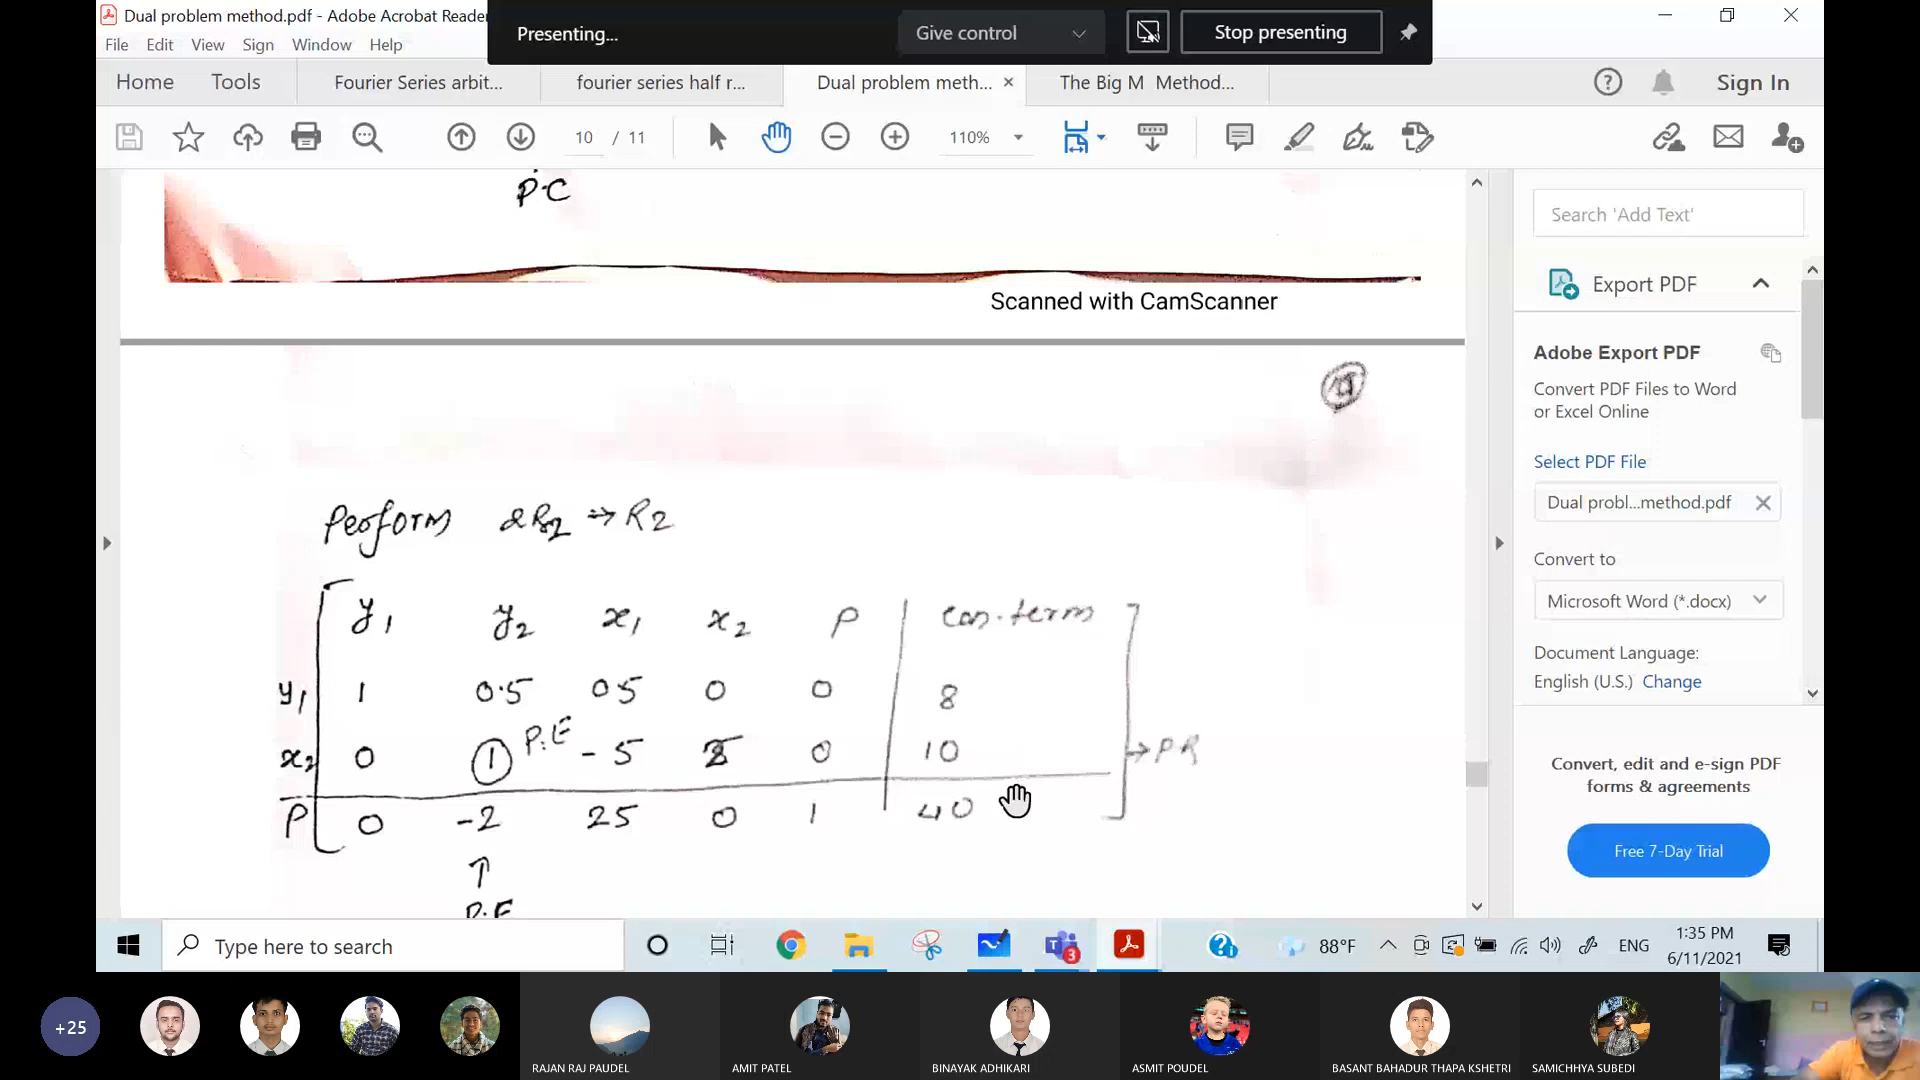 Dual problem method.pdf - Adobe Acrobat Reader
Presenting...
Give control
Stop presenting
File Edit View Sign Window Help
Home Tools Fourier Series arbit... fourier series half r... Dual problem meth... × The Big M Method... Sign In
10 / 11 110%
P.C
Scanned with CamScanner
Perform 2R2 → R2
y1 y2 x1 x2 P con.term
y1 1 0.5 0.5 0 0 8
x2 0 1 P.E -5 2 0 10 → PR
P 0 -2 25 0 1 40
↑
P.E
Search 'Add Text'
Export PDF
Adobe Export PDF
Convert PDF Files to Word
or Excel Online
Select PDF File
Dual probl...method.pdf
Convert to
Microsoft Word (*.docx)
Document Language:
English (U.S.) Change
Convert, edit and e-sign PDF
forms & agreements
Free 7-Day Trial
Type here to search
3
88°F
ENG
1:35 PM
6/11/2021
+25
RAJAN RAJ PAUDEL
AMIT PATEL
BINAYAK ADHIKARI
ASMIT POUDEL
BASANT BAHADUR THAPA KSHETRI
SAMICHHYA SUBEDI